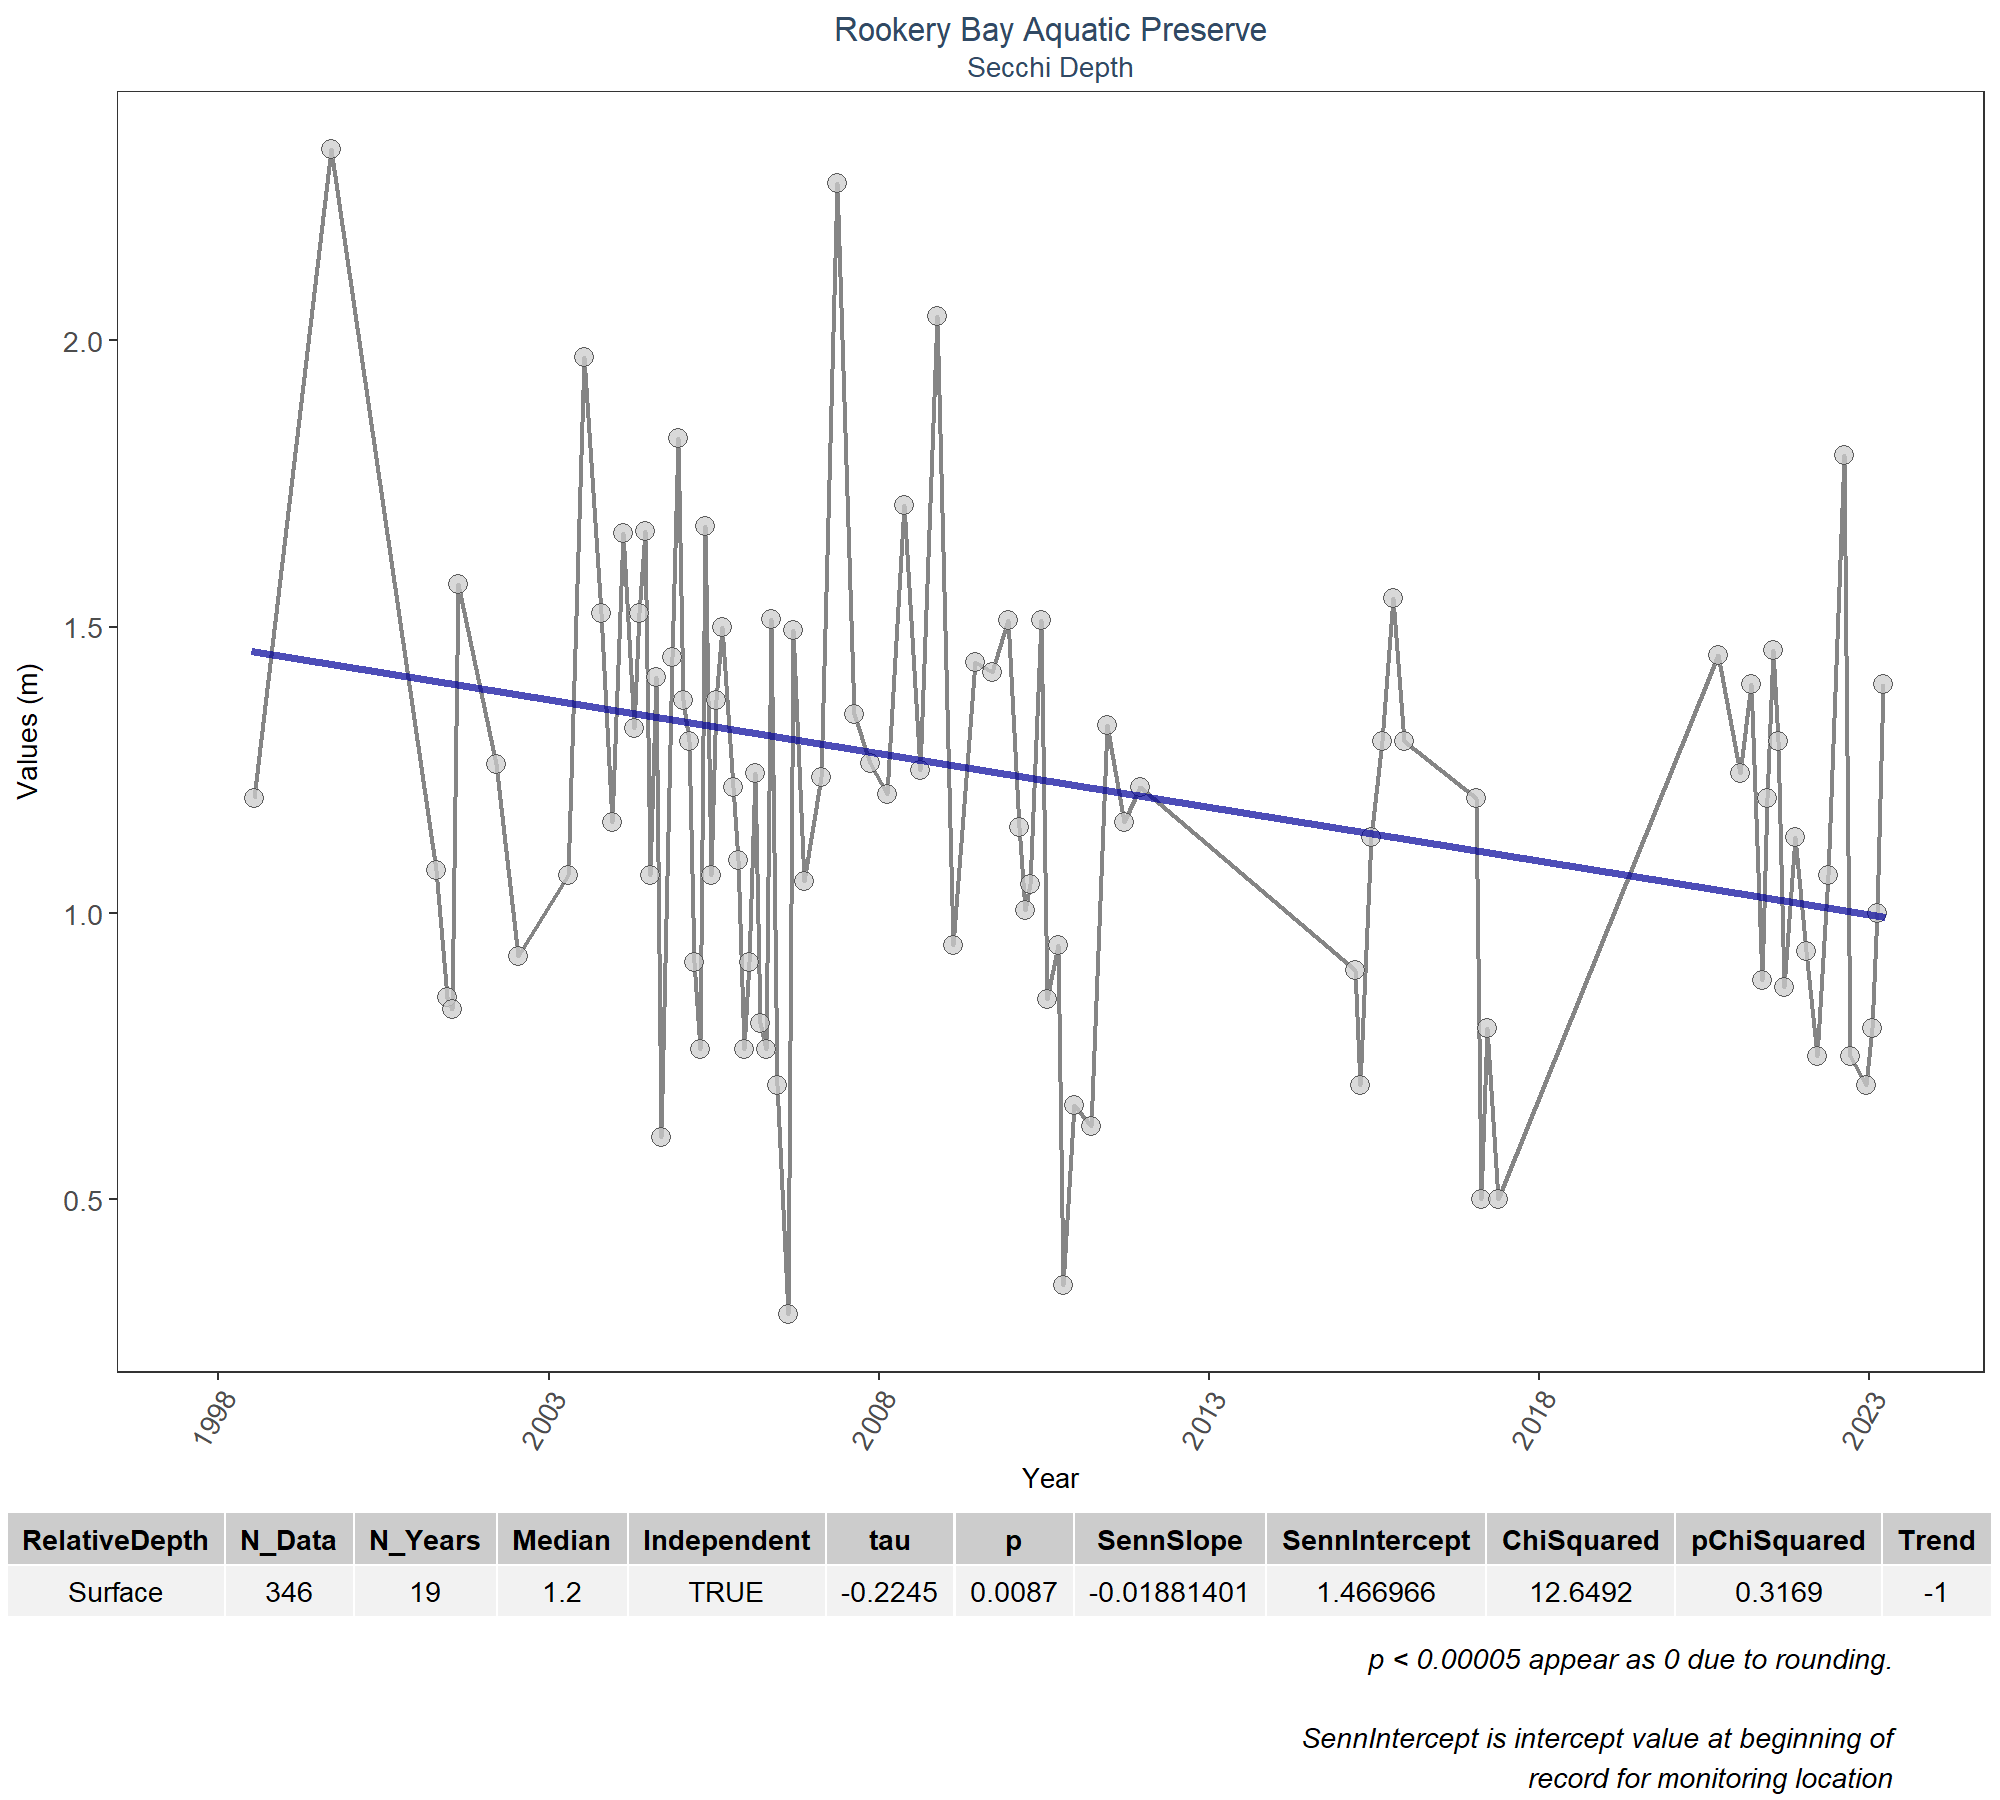 Rookery Bay Aquatic Preserve
Secchi Depth
Values (m)
2.0
1.5
1.0
0.5
1998 2003 2008 2013 2018 2023
Year
RelativeDepth N_Data N_Years Median Independent tau p SennSlope SennIntercept ChiSquared pChiSquared Trend
Surface 346 19 1.2 TRUE -0.2245 0.0087 -0.01881401 1.466966 12.6492 0.3169 -1
p < 0.00005 appear as 0 due to rounding.
SennIntercept is intercept value at beginning of
record for monitoring location